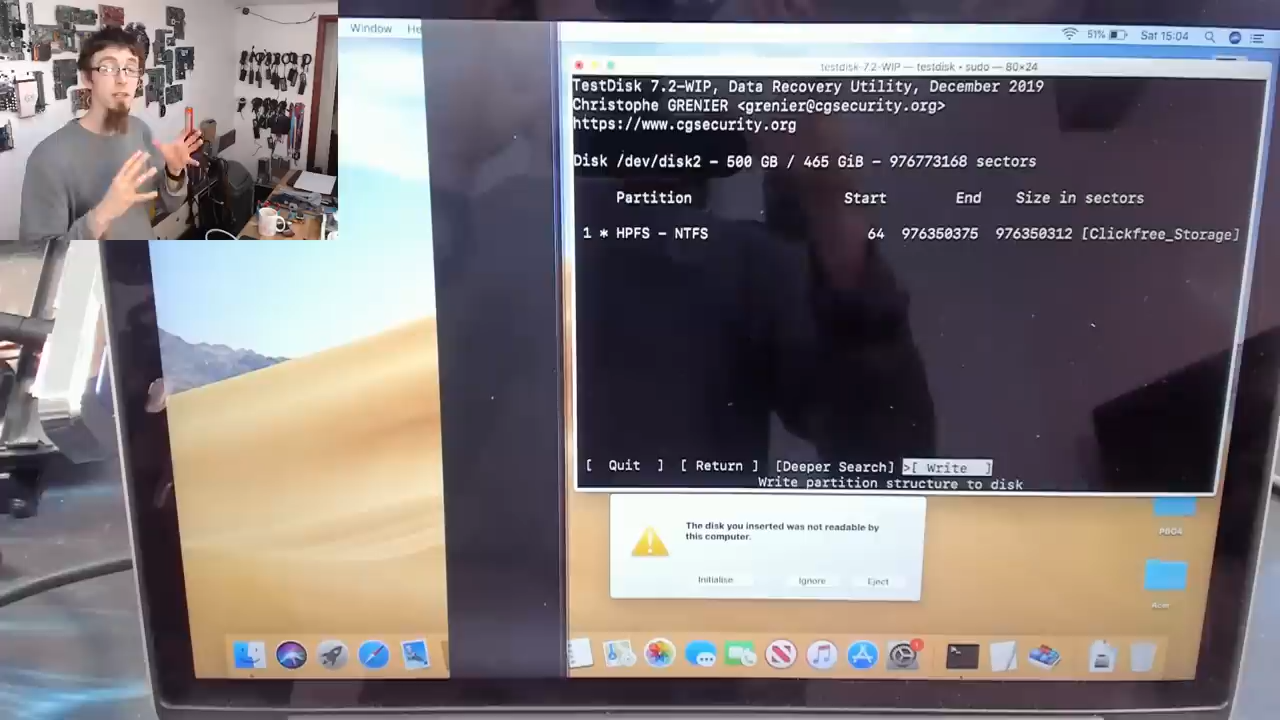 Window He
51% Sat 15:04
testdisk-7.2-WIP — testdisk • sudo — 80×24
TestDisk 7.2-WIP, Data Recovery Utility, December 2019
Christophe GRENIER <grenier@cgsecurity.org>
https://www.cgsecurity.org
Disk /dev/disk2 - 500 GB / 465 GiB - 976773168 sectors
Partition Start End Size in sectors
1 * HPFS - NTFS 64 976350375 976350312 [Clickfree_Storage]
[ Quit ] [ Return ] [Deeper Search] >[ Write ]
Write partition structure to disk
The disk you inserted was not readable by
this computer.
Initialise Ignore Eject
PB04
Acer